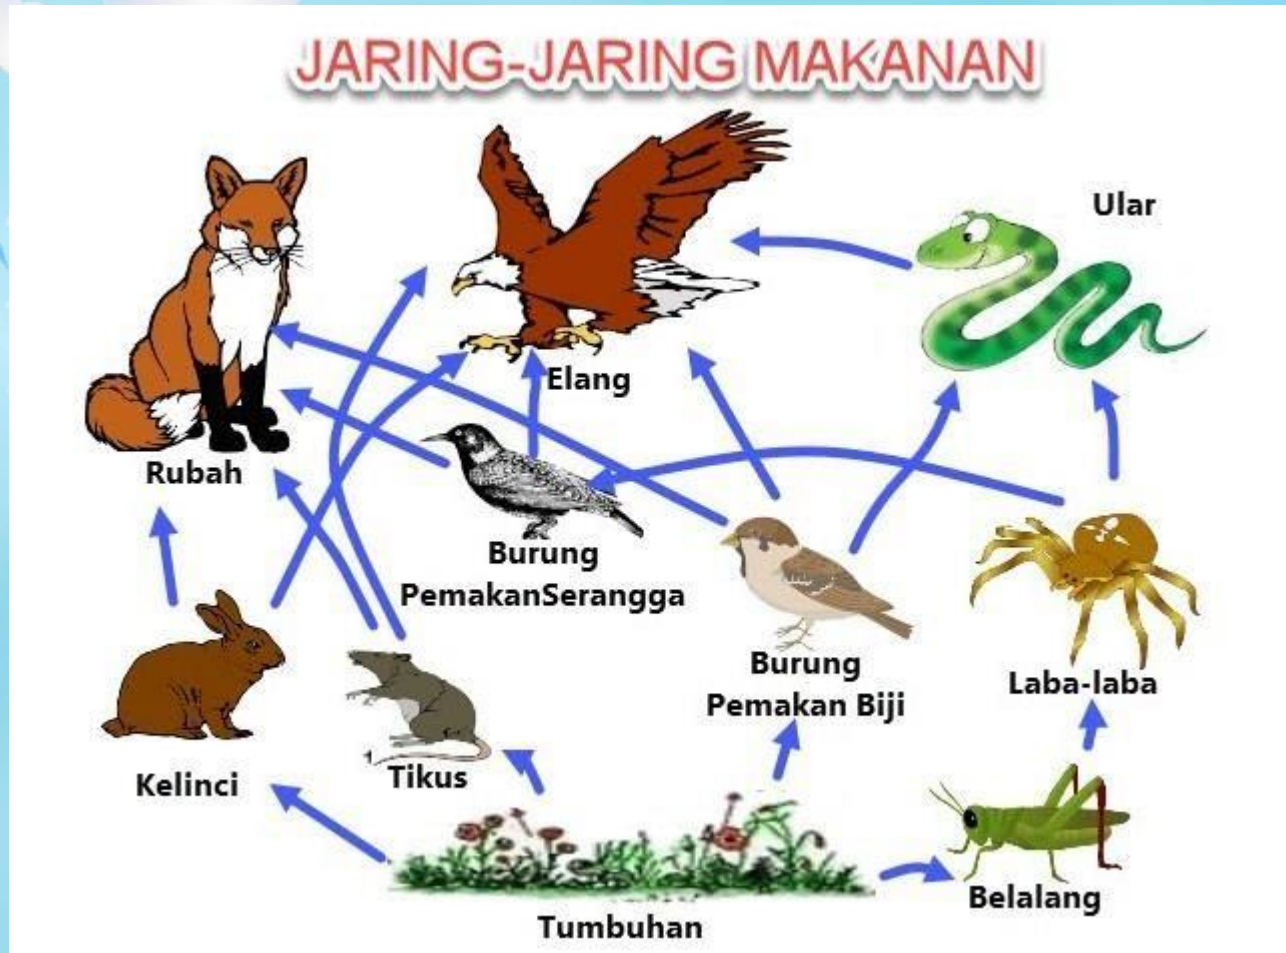 JARING-JARING MAKANAN
Ular
Elang
Rubah
Burung
PemakanSerangga
Burung
Pemakan Biji
Laba-laba
Kelinci
Tikus
Belalang
Tumbuhan